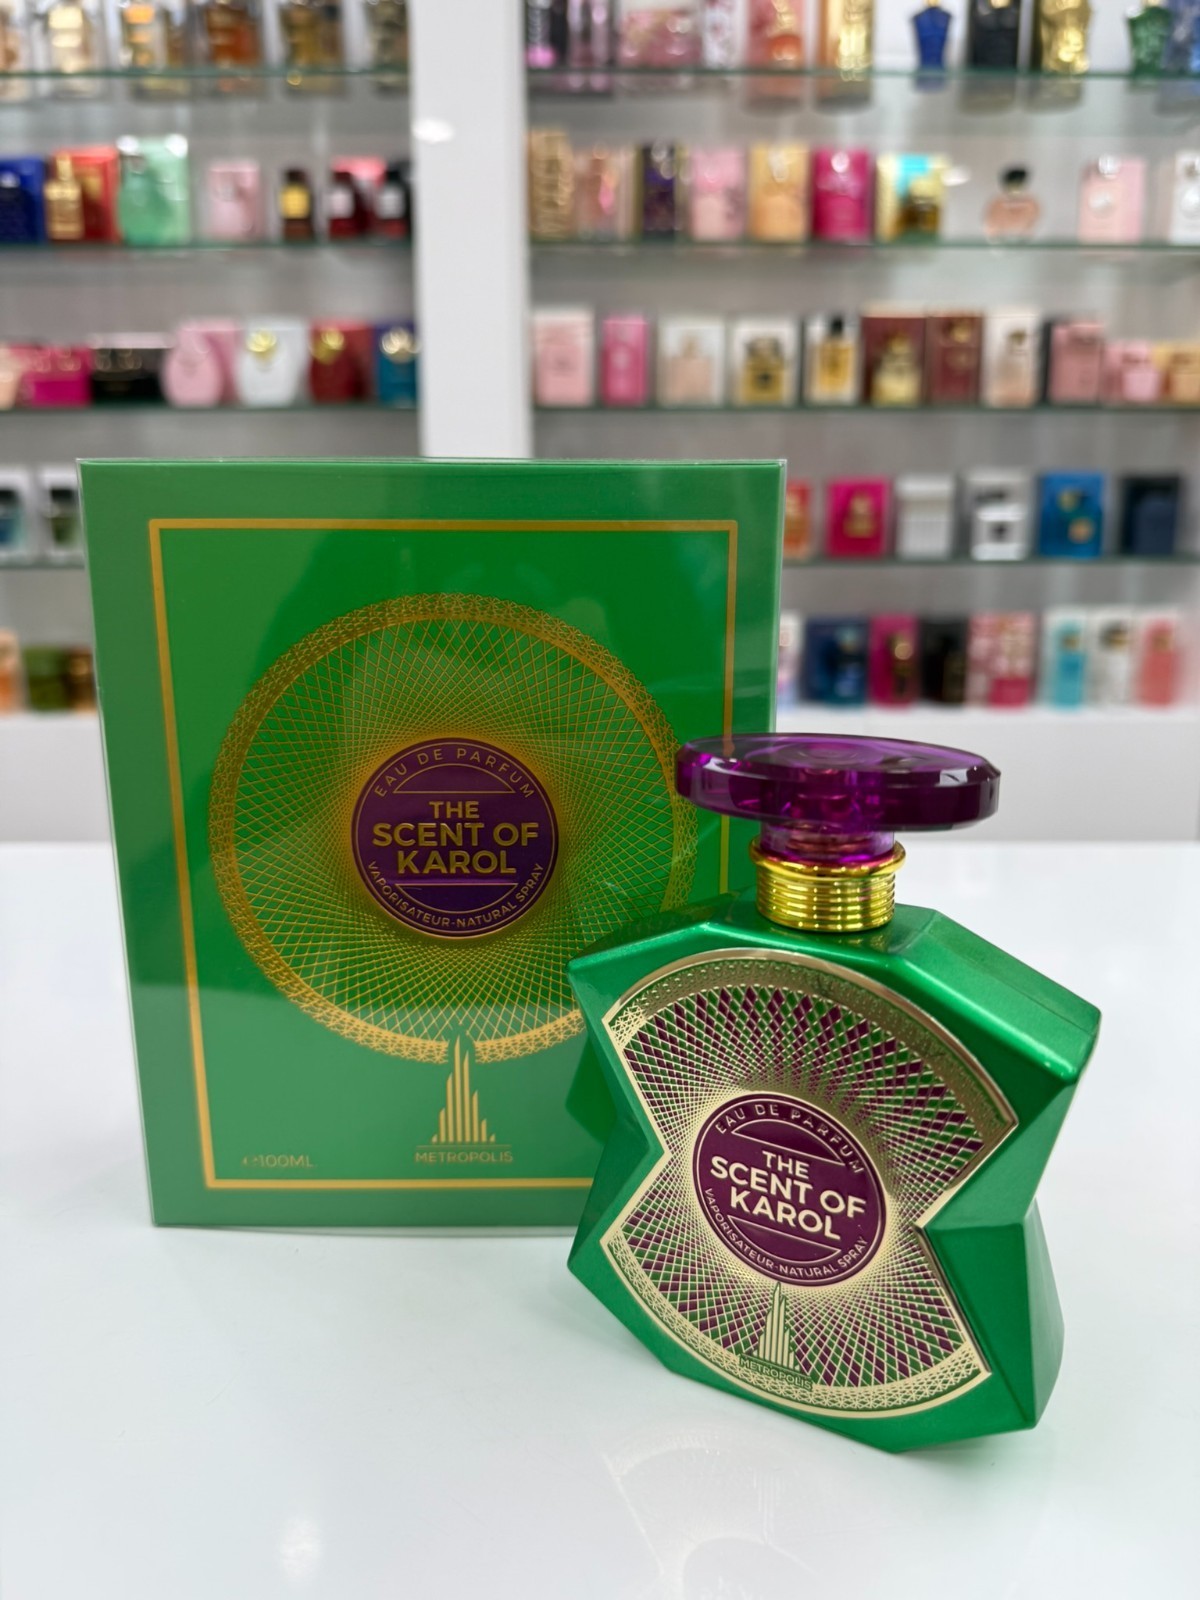 EAU DE PARFUM
THE
SCENT OF
KAROL
VAPORISATEUR-NATURAL SPRAY
METROPOLIS
e100ML
EAU DE PARFUM
THE
SCENT OF
KAROL
VAPORISATEUR-NATURAL SPRAY
METROPOLIS